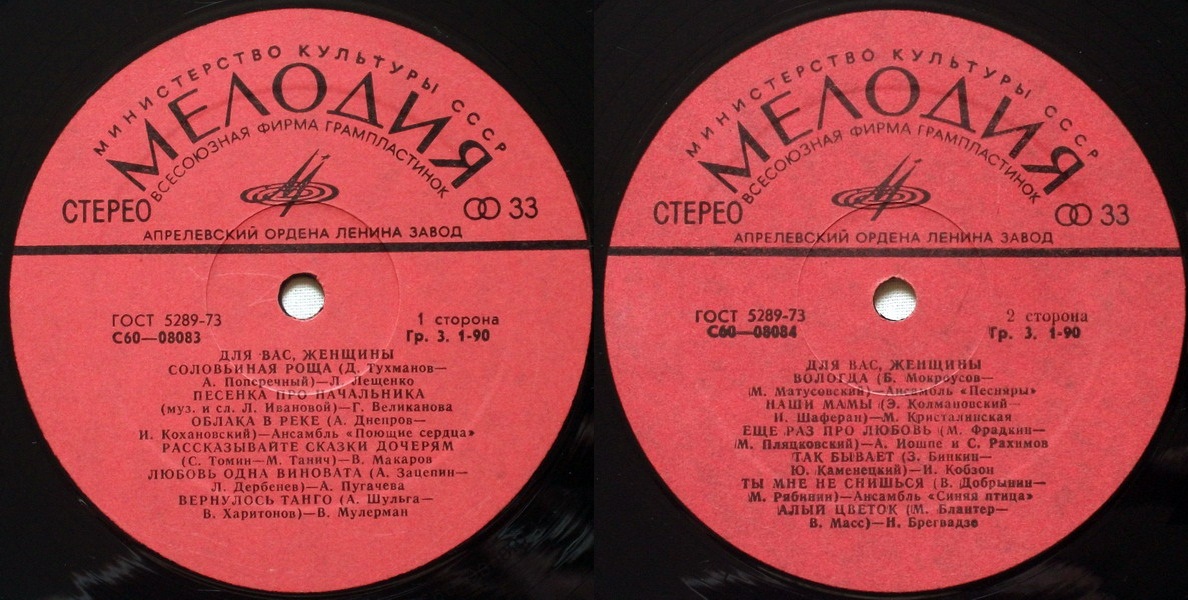 МИНИСТЕРСТВО КУЛЬТУРЫ СССР
МЕЛОДИЯ
ВСЕСОЮЗНАЯ ФИРМА ГРАМПЛАСТИНОК
СТЕРЕО
33
АПРЕЛЕВСКИЙ ОРДЕНА ЛЕНИНА ЗАВОД
ГОСТ 5289-73
С60—08083
1 сторона
Гр. 3. 1-90
ДЛЯ ВАС, ЖЕНЩИНЫ
СОЛОВЬИНАЯ РОЩА (Д. Тухманов—
А. Поперечный)—Л. Лещенко
ПЕСЕНКА ПРО НАЧАЛЬНИКА
(муз. и сл. Л. Ивановой)—Г. Великанова
ОБЛАКА В РЕКЕ (А. Днепров—
И. Кохановский)—Ансамбль «Поющие сердца»
РАССКАЗЫВАЙТЕ СКАЗКИ ДОЧЕРЯМ
(С. Томин—М. Танич)—В. Макаров
ЛЮБОВЬ ОДНА ВИНОВАТА (А. Зацепин—
Л. Дербенев)—А. Пугачева
ВЕРНУЛОСЬ ТАНГО (А. Шульга—
В. Харитонов)—В. Мулерман
МИНИСТЕРСТВО КУЛЬТУРЫ СССР
МЕЛОДИЯ
ВСЕСОЮЗНАЯ ФИРМА ГРАМПЛАСТИНОК
СТЕРЕО
33
АПРЕЛЕВСКИЙ ОРДЕНА ЛЕНИНА ЗАВОД
ГОСТ 5289-73
С60—08084
2 сторона
Гр. 3. 1-90
ДЛЯ ВАС, ЖЕНЩИНЫ
ВОЛОГДА (Б. Мокроусов—
М. Матусовский)—Ансамбль «Песняры»
НАШИ МАМЫ (Э. Колмановский—
И. Шаферан)—М. Кристалинская
ЕЩЕ РАЗ ПРО ЛЮБОВЬ (М. Фрадкин—
М. Пляцковский)—А. Иошпе и С. Рахимов
ТАК БЫВАЕТ (З. Бинкин—
Ю. Каменецкий)—И. Кобзон
ТЫ МНЕ НЕ СНИШЬСЯ (В. Добрынин—
М. Рябинин)—Ансамбль «Синяя птица»
АЛЫЙ ЦВЕТОК (М. Блантер—
В. Масс)—Н. Брегвадзе